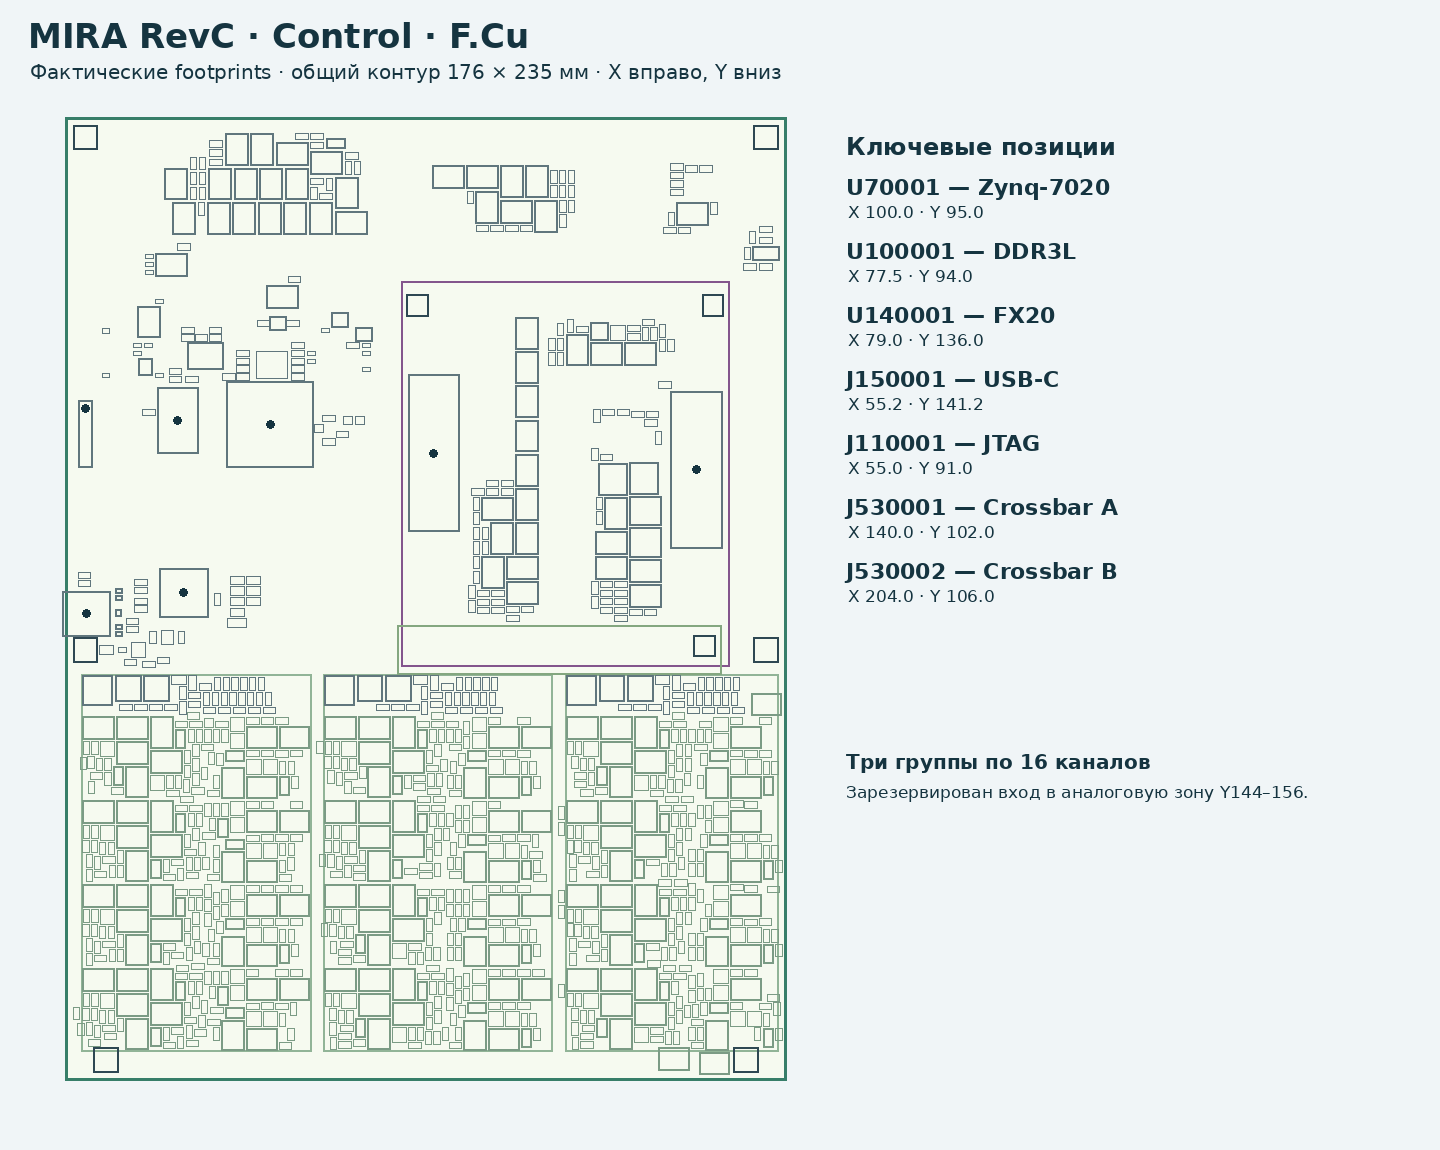 MIRA RevC · Control · F.Cu
Фактические footprints · общий контур 176 × 235 мм · X вправо, Y вниз
Ключевые позиции
U70001 — Zynq-7020
X 100.0 · Y 95.0
U100001 — DDR3L
X 77.5 · Y 94.0
U140001 — FX20
X 79.0 · Y 136.0
J150001 — USB-C
X 55.2 · Y 141.2
J110001 — JTAG
X 55.0 · Y 91.0
J530001 — Crossbar A
X 140.0 · Y 102.0
J530002 — Crossbar B
X 204.0 · Y 106.0
Три группы по 16 каналов
Зарезервирован вход в аналоговую зону Y144–156.